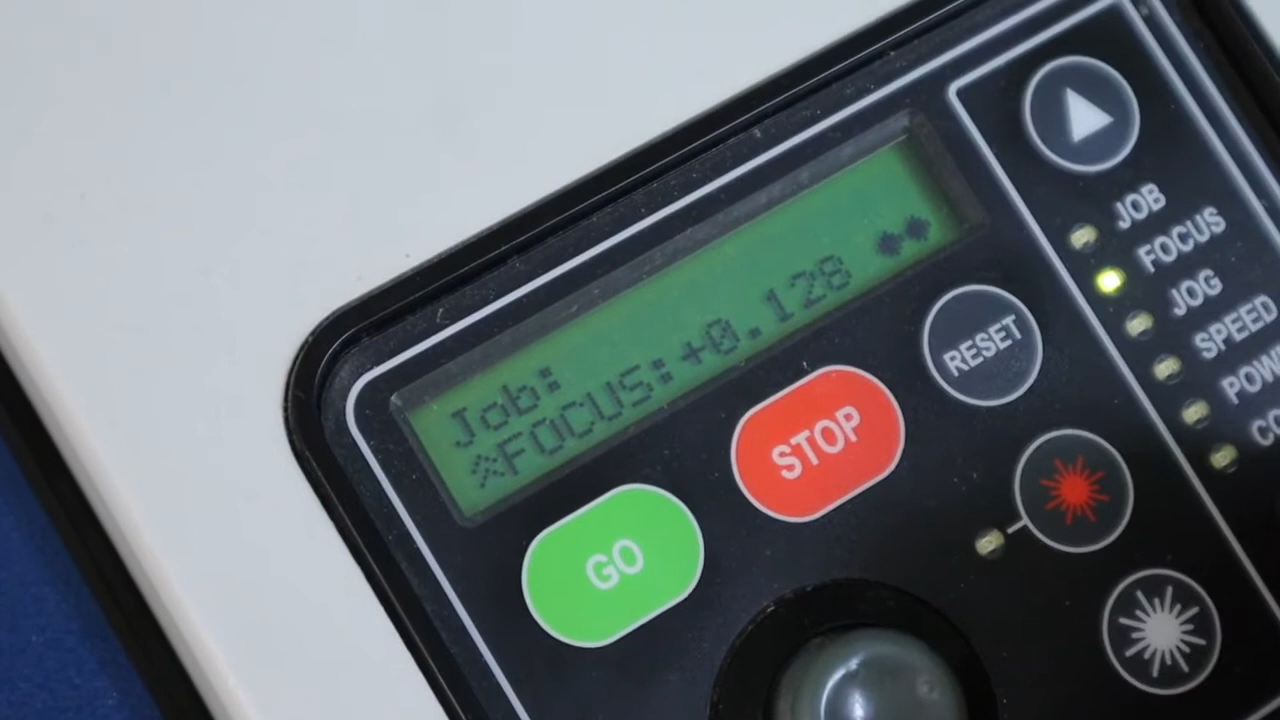 Job:
FOCUS:+0.128 **
GO
STOP
RESET
JOB
FOCUS
JOG
SPEED